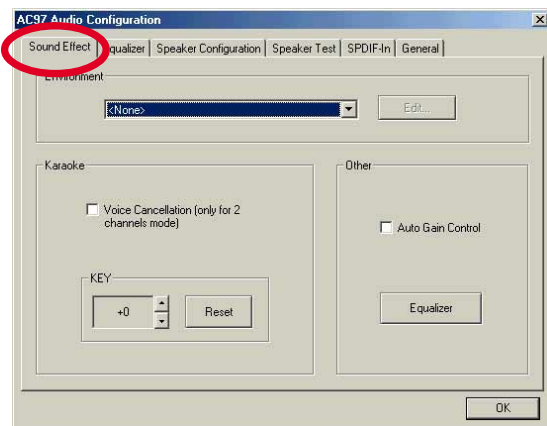 AC97 Audio Configuration
Sound Effect Equalizer Speaker Configuration Speaker Test SPDIF-In General
Environment
<None>
Edit...
Karaoke
Voice Cancellation (only for 2
channels mode)
KEY
+0
Reset
Other
Auto Gain Control
Equalizer
OK